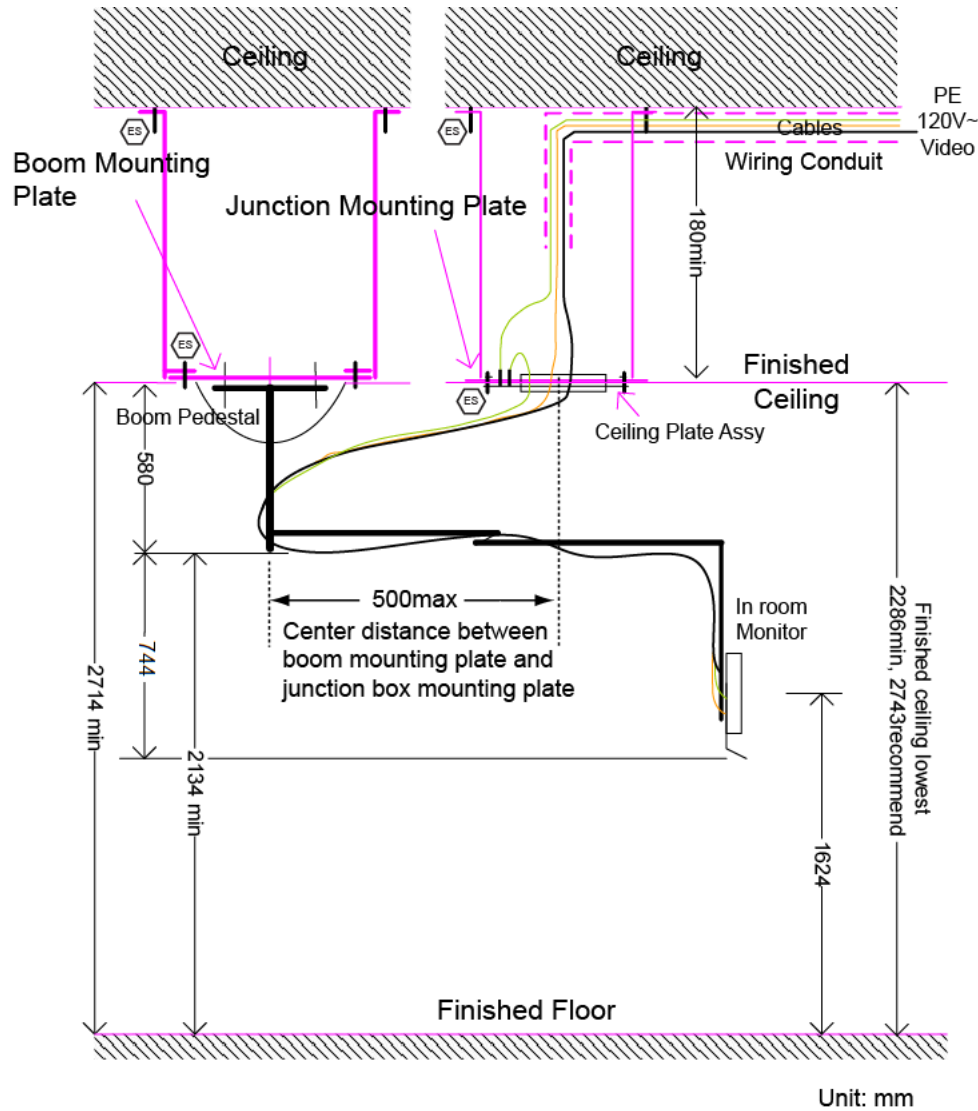 Ceiling
Ceiling
PE
120V~
Video
Cables
Wiring Conduit
ES
ES
Boom Mounting
Plate
Junction Mounting Plate
180min
ES
ES
Finished
Ceiling
Boom Pedestal
Ceiling Plate Assy
580
500max
Center distance between
boom mounting plate and
junction box mounting plate
In room
Monitor
744
2714 min
2134 min
1624
Finished ceiling lowest
2286min, 2743recommend
Finished Floor
Unit: mm